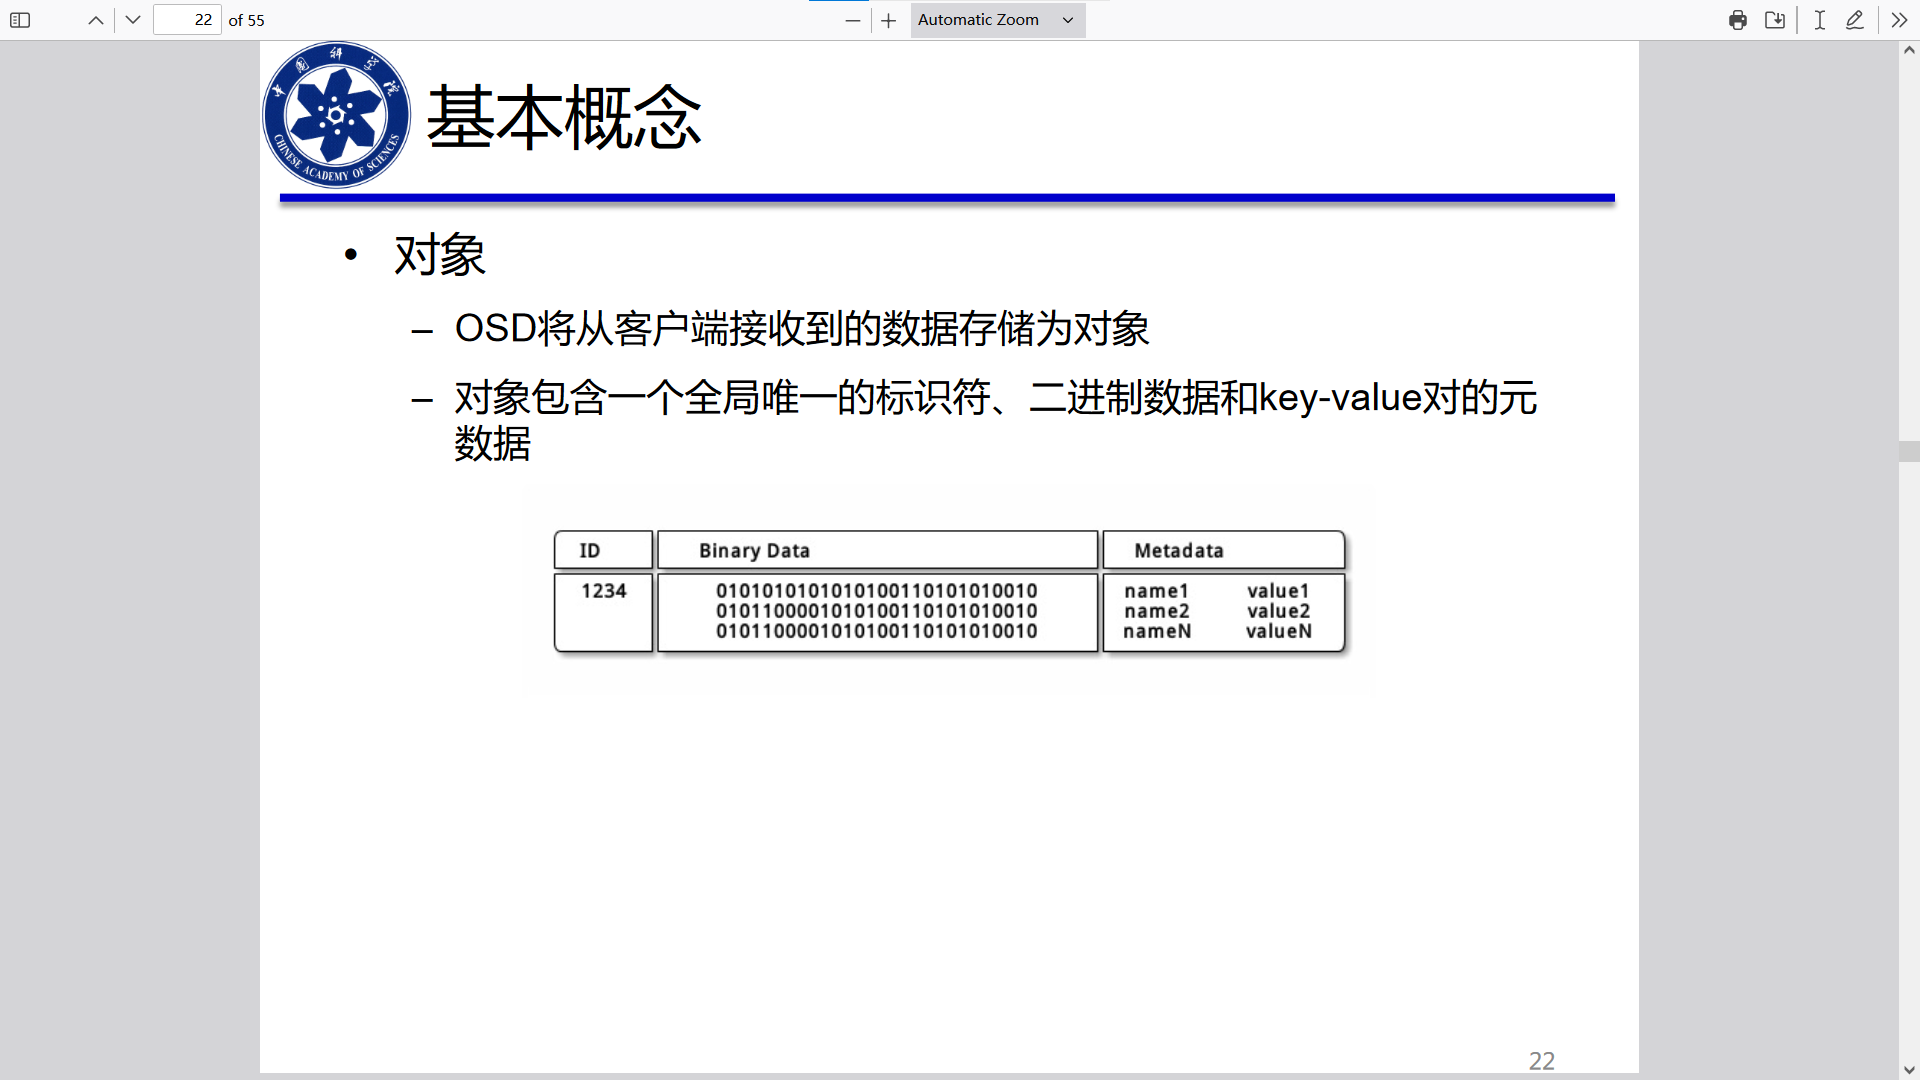 22 of 55
Automatic Zoom
中国科学院
CHINESE ACADEMY OF SCIENCES
基本概念
• 对象
– OSD将从客户端接收到的数据存储为对象
– 对象包含一个全局唯一的标识符、二进制数据和key-value对的元
数据
ID Binary Data Metadata
1234 0101010101010100110101010010 name1 value1
0101100001010100110101010010 name2 value2
0101100001010100110101010010 nameN valueN
22